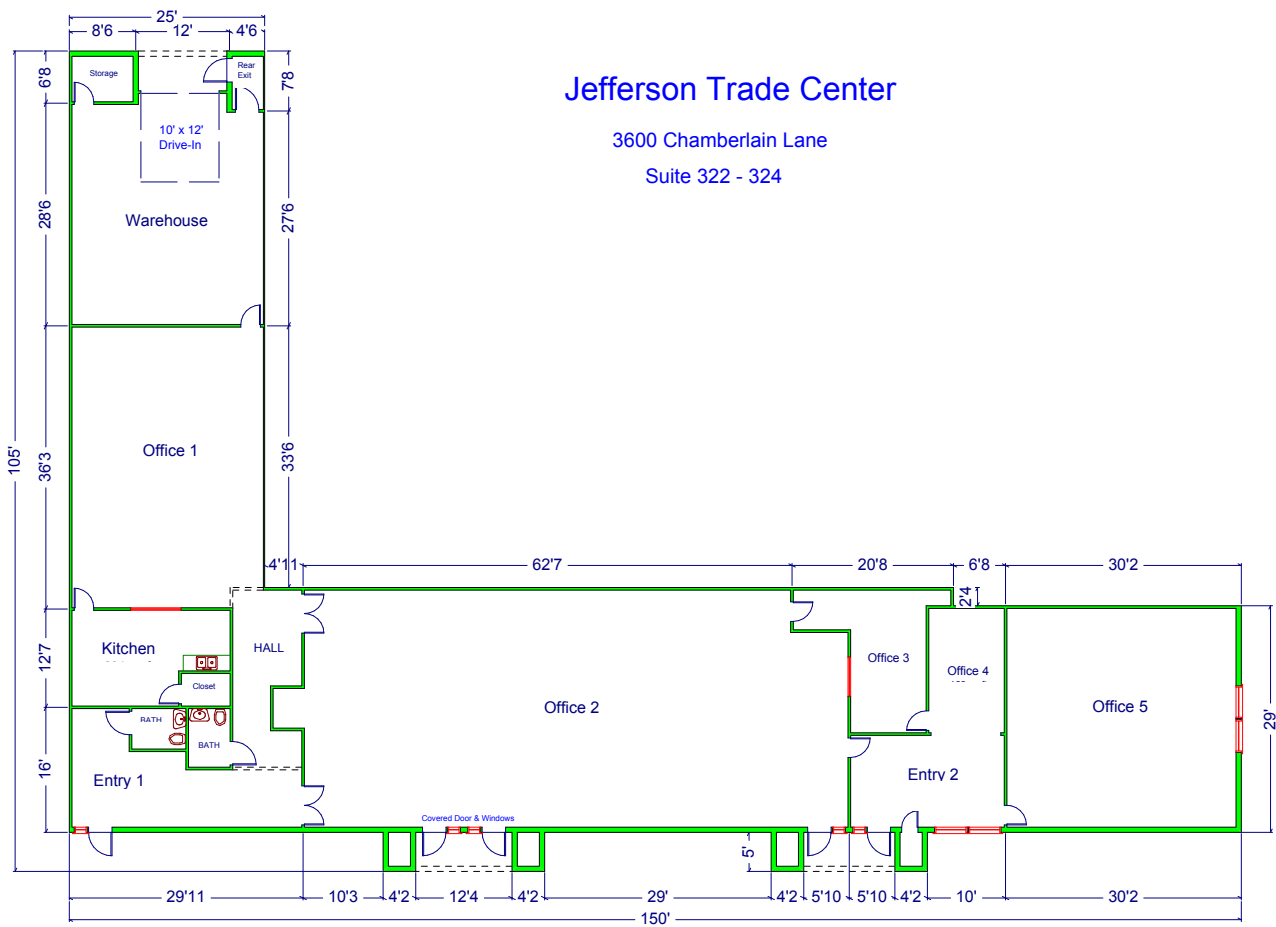 25'
8'6
12'
4'6
Jefferson Trade Center
3600 Chamberlain Lane
Suite 322 - 324
6'8
Storage
Rear
Exit
7'8
10' x 12'
Drive-In
28'6
Warehouse
27'6
105'
36'3
Office 1
33'6
4'11
62'7
20'8
6'8
30'2
2'4
12'7
Kitchen
HALL
Closet
Office 3
Office 4
Office 2
Office 5
29'
16'
BATH
BATH
Entry 1
Entry 2
Covered Door & Windows
5'
29'11
10'3
4'2
12'4
4'2
29'
4'2
5'10
5'10
4'2
10'
30'2
150'